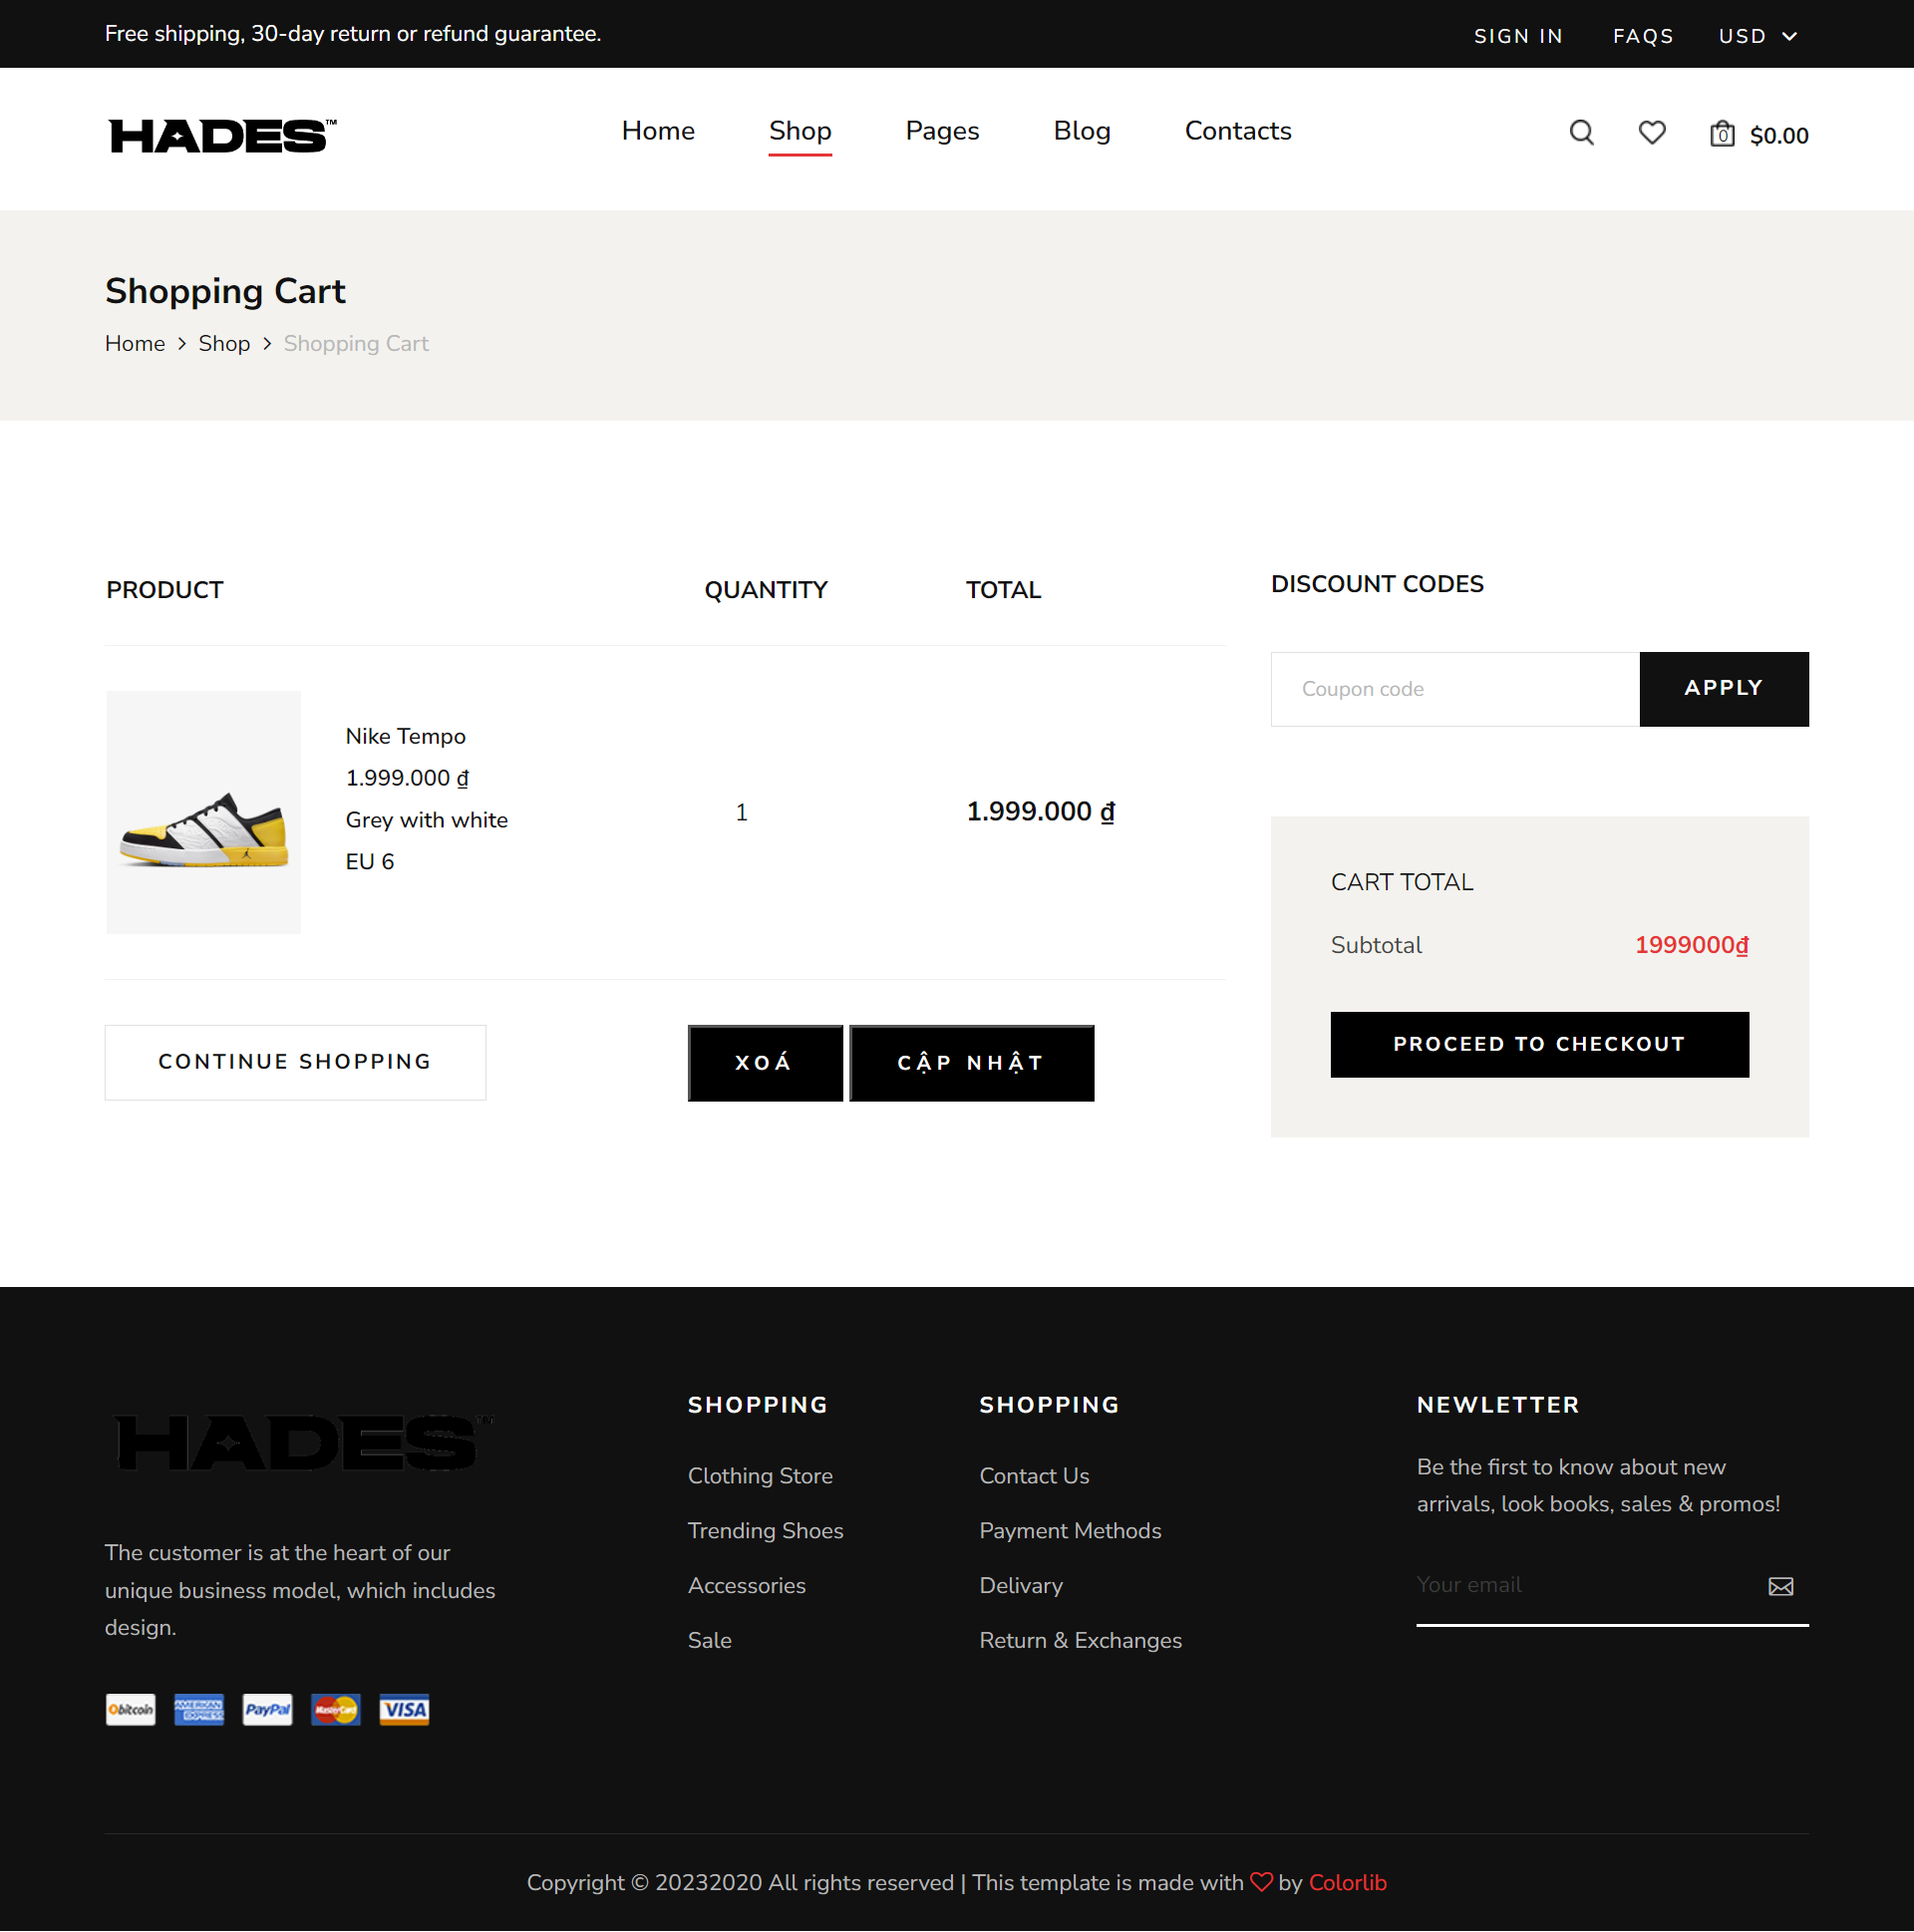 Free shipping, 30-day return or refund guarantee.
SIGN IN FAQS USD
HADES™
Home Shop Pages Blog Contacts
0 $0.00
Shopping Cart
Home > Shop > Shopping Cart
PRODUCT QUANTITY TOTAL
Nike Tempo
1.999.000 ₫
Grey with white
EU 6
1
1.999.000 ₫
CONTINUE SHOPPING
XOÁ
CẬP NHẬT
DISCOUNT CODES
Coupon code
APPLY
CART TOTAL
Subtotal 1999000₫
PROCEED TO CHECKOUT
HADES™
The customer is at the heart of our
unique business model, which includes
design.
bitcoin AMERICAN EXPRESS PayPal MasterCard VISA
SHOPPING
Clothing Store
Trending Shoes
Accessories
Sale
SHOPPING
Contact Us
Payment Methods
Delivary
Return & Exchanges
NEWLETTER
Be the first to know about new
arrivals, look books, sales & promos!
Your email
Copyright © 20232020 All rights reserved | This template is made with ♡ by Colorlib